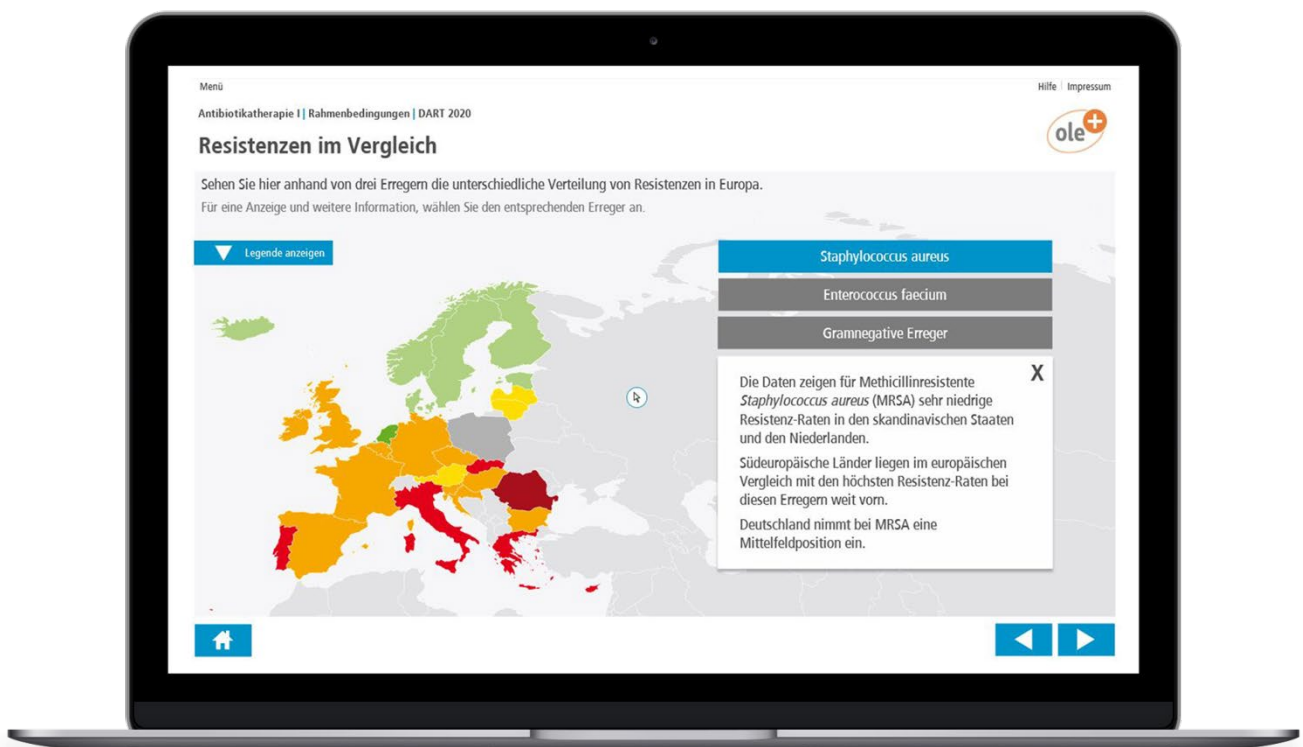 Menü
Hilfe | Impressum
Antibiotikatherapie I | Rahmenbedingungen | DART 2020
ole+
Resistenzen im Vergleich
Sehen Sie hier anhand von drei Erregern die unterschiedliche Verteilung von Resistenzen in Europa.
Für eine Anzeige und weitere Information, wählen Sie den entsprechenden Erreger an.
Legende anzeigen
Staphylococcus aureus
Enterococcus faecium
Gramnegative Erreger
X
Die Daten zeigen für Methicillinresistente
Staphylococcus aureus (MRSA) sehr niedrige
Resistenz-Raten in den skandinavischen Staaten
und den Niederlanden.
Südeuropäische Länder liegen im europäischen
Vergleich mit den höchsten Resistenz-Raten bei
diesen Erregern weit vorn.
Deutschland nimmt bei MRSA eine
Mittelfeldposition ein.